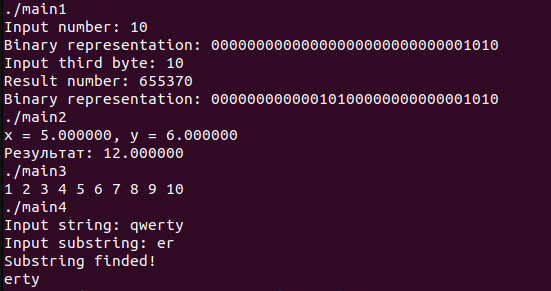 ./main1
Input number: 10
Binary representation: 00000000000000000000000000001010
Input third byte: 10
Result number: 655370
Binary representation: 00000000000010100000000000001010
./main2
x = 5.000000, y = 6.000000
Результат: 12.000000
./main3
1 2 3 4 5 6 7 8 9 10
./main4
Input string: qwerty
Input substring: er
Substring finded!
erty